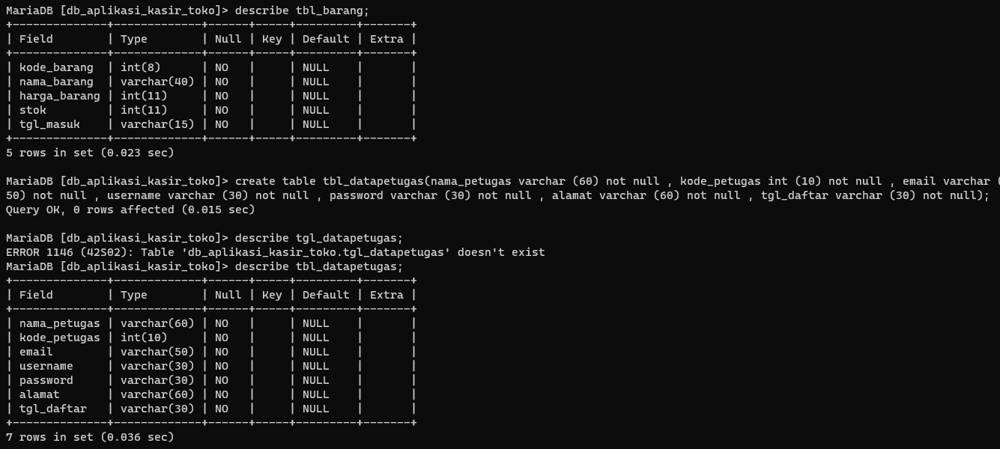 MariaDB [db_aplikasi_kasir_toko]> describe tbl_barang;
+--------------+-------------+------+-----+---------+-------+
| Field        | Type        | Null | Key | Default | Extra |
+--------------+-------------+------+-----+---------+-------+
| kode_barang  | int(8)      | NO   |     | NULL    |       |
| nama_barang  | varchar(40) | NO   |     | NULL    |       |
| harga_barang | int(11)     | NO   |     | NULL    |       |
| stok         | int(11)     | NO   |     | NULL    |       |
| tgl_masuk    | varchar(15) | NO   |     | NULL    |       |
+--------------+-------------+------+-----+---------+-------+
5 rows in set (0.023 sec)

MariaDB [db_aplikasi_kasir_toko]> create table tbl_datapetugas(nama_petugas varchar (60) not null , kode_petugas int (10) not null , email varchar (
50) not null , username varchar (30) not null , password varchar (30) not null , alamat varchar (60) not null , tgl_daftar varchar (30) not null);
Query OK, 0 rows affected (0.015 sec)

MariaDB [db_aplikasi_kasir_toko]> describe tgl_datapetugas;
ERROR 1146 (42S02): Table 'db_aplikasi_kasir_toko.tgl_datapetugas' doesn't exist
MariaDB [db_aplikasi_kasir_toko]> describe tbl_datapetugas;
+--------------+-------------+------+-----+---------+-------+
| Field        | Type        | Null | Key | Default | Extra |
+--------------+-------------+------+-----+---------+-------+
| nama_petugas | varchar(60) | NO   |     | NULL    |       |
| kode_petugas | int(10)     | NO   |     | NULL    |       |
| email        | varchar(50) | NO   |     | NULL    |       |
| username     | varchar(30) | NO   |     | NULL    |       |
| password     | varchar(30) | NO   |     | NULL    |       |
| alamat       | varchar(60) | NO   |     | NULL    |       |
| tgl_daftar   | varchar(30) | NO   |     | NULL    |       |
+--------------+-------------+------+-----+---------+-------+
7 rows in set (0.036 sec)